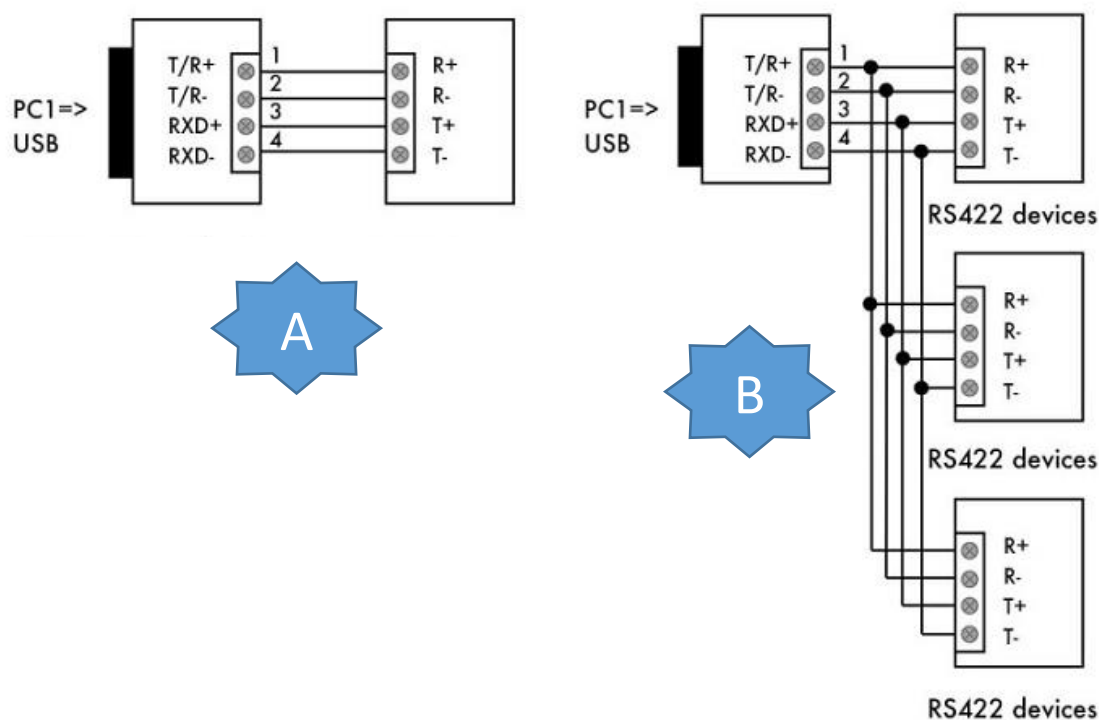 PC1=>
USB
T/R+
T/R-
RXD+
RXD-
1
2
3
4
R+
R-
T+
T-
A
PC1=>
USB
T/R+
T/R-
RXD+
RXD-
1
2
3
4
R+
R-
T+
T-
RS422 devices
R+
R-
T+
T-
RS422 devices
B
R+
R-
T+
T-
RS422 devices